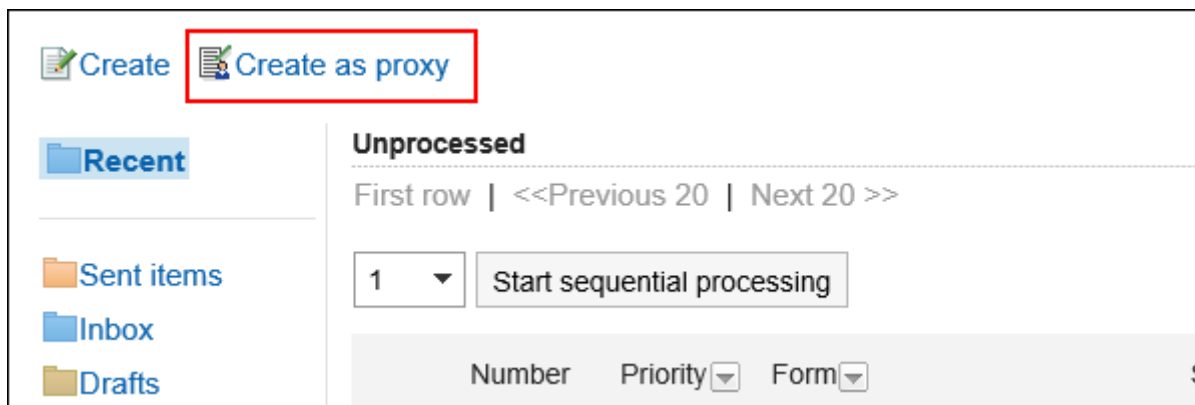 Create Create as proxy
Recent
Unprocessed
First row | <<Previous 20 | Next 20 >>
1 Start sequential processing
Sent items
Inbox
Drafts
Number Priority Form